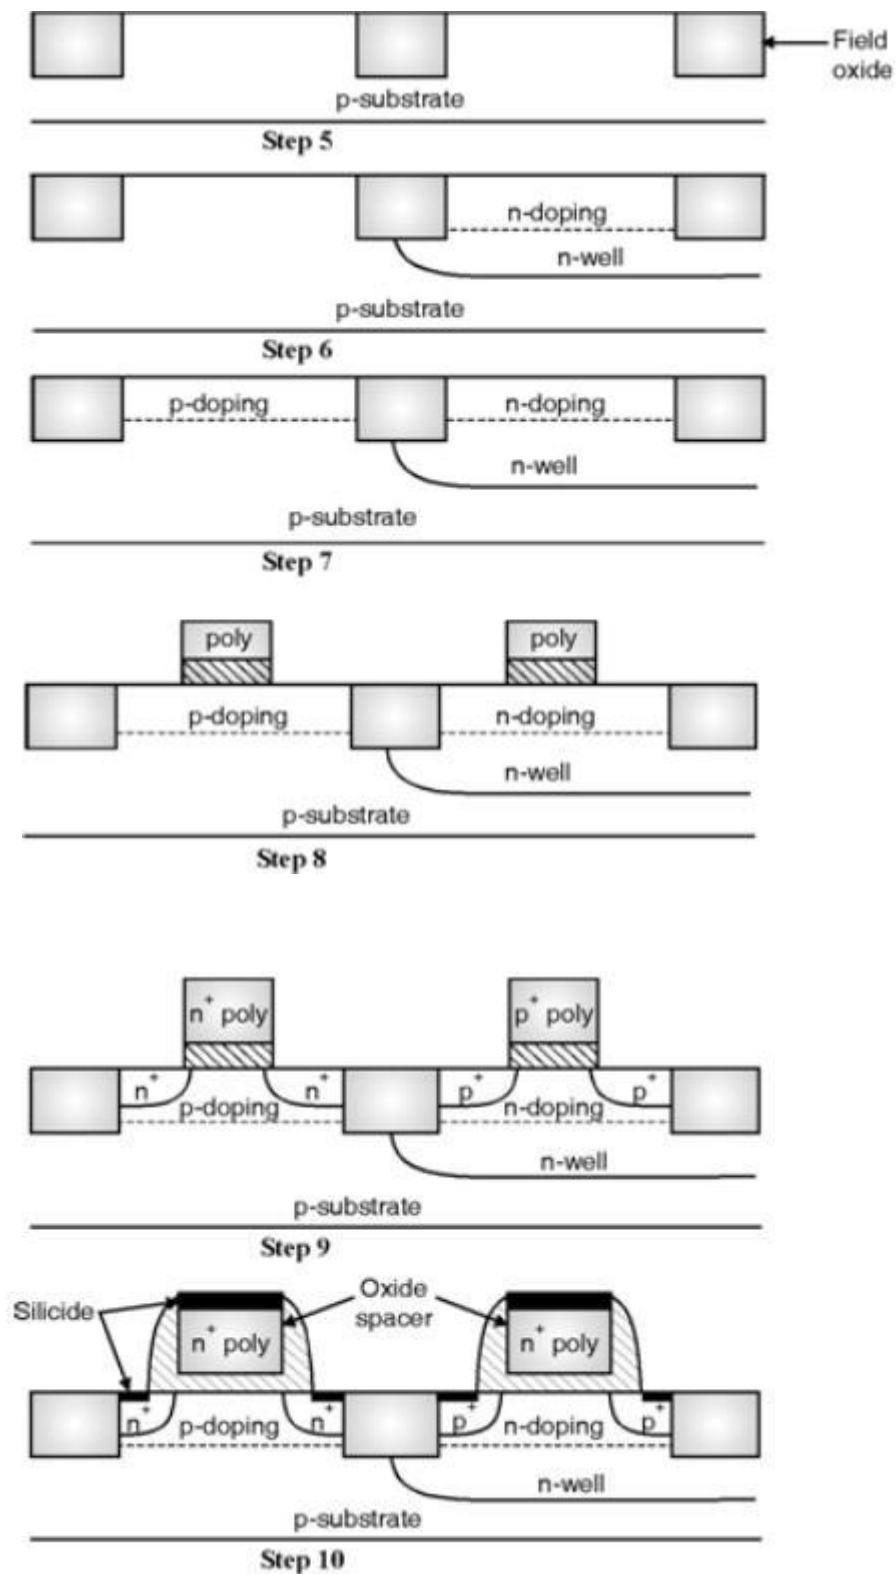 Field
oxide
p-substrate
Step 5
n-doping
n-well
p-substrate
Step 6
p-doping n-doping
n-well
p-substrate
Step 7
poly poly
p-doping n-doping
n-well
p-substrate
Step 8
n⁺ poly p⁺ poly
n⁺ n⁺ p⁺ p⁺
p-doping n-doping
n-well
p-substrate
Step 9
Silicide Oxide
spacer
n⁺ poly n⁺ poly
n⁺ p-doping n⁺ p⁺ n-doping p⁺
n-well
p-substrate
Step 10